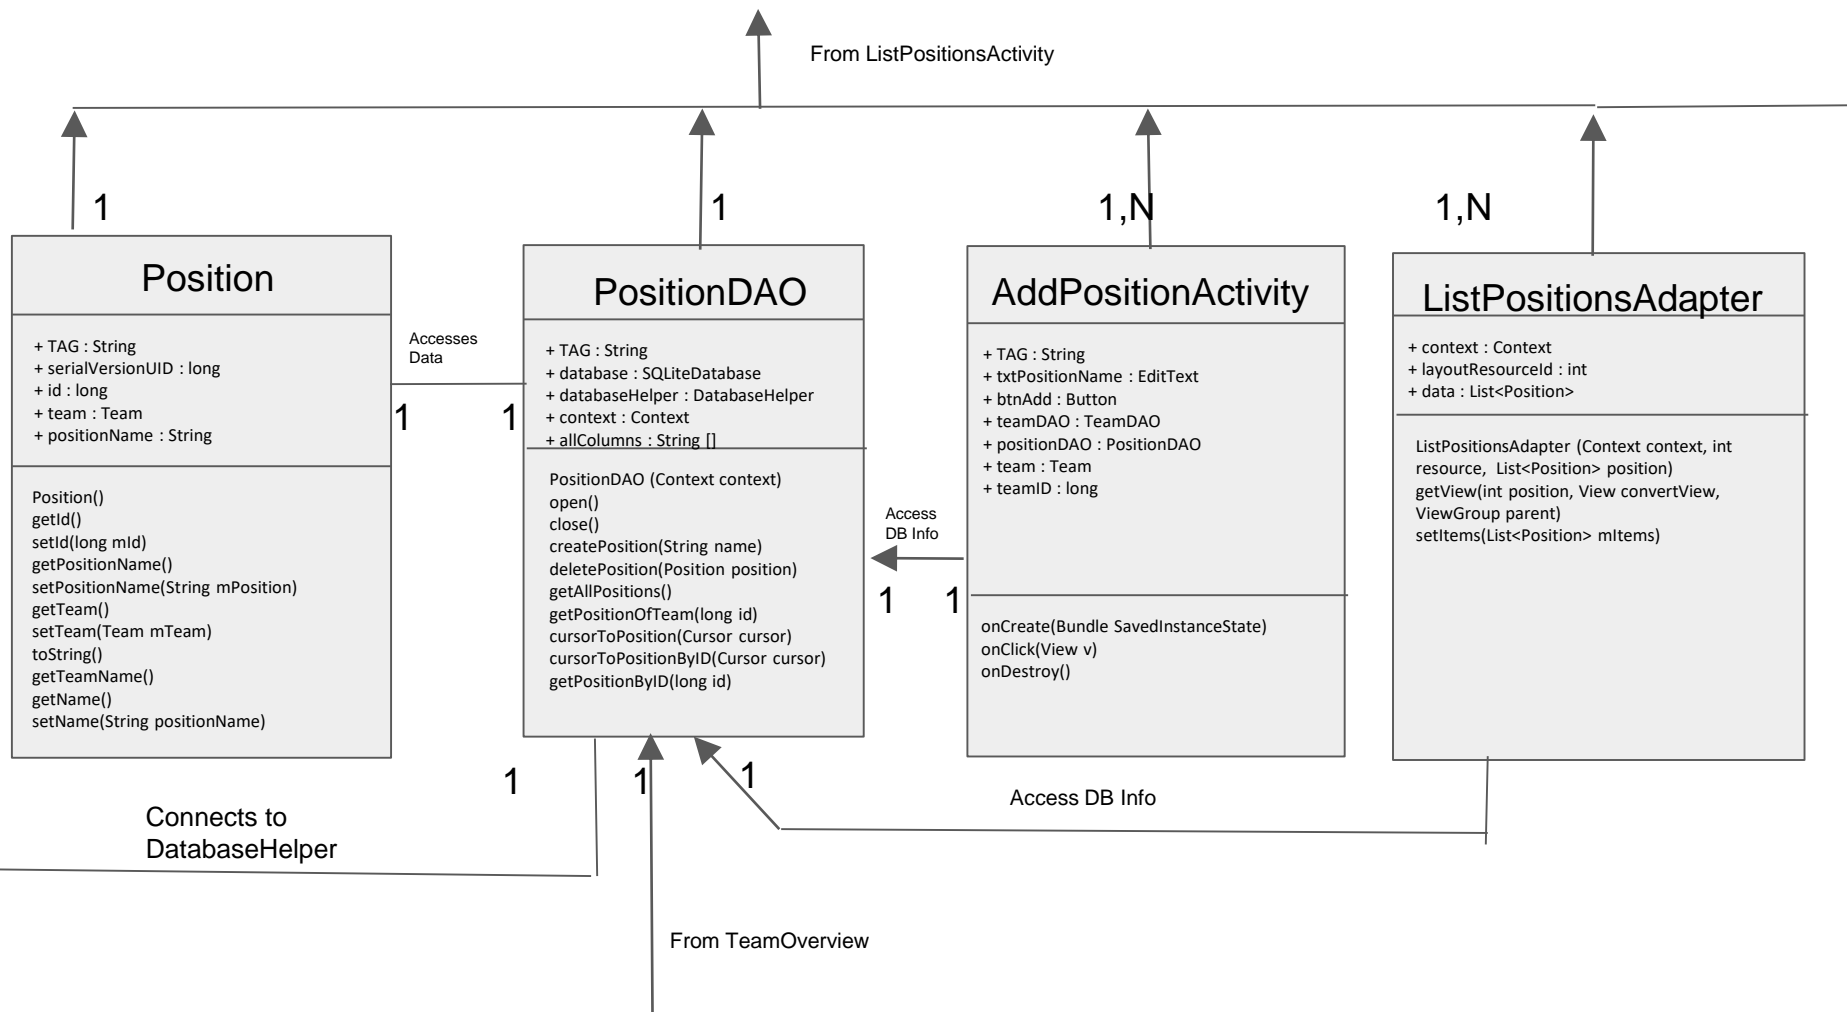 From ListPositionsActivity
1
1
1,N
1,N
Position
+ TAG : String
+ serialVersionUID : long
+ id : long
+ team : Team
+ positionName : String
Position()
getId()
setId(long mId)
getPositionName()
setPositionName(String mPosition)
getTeam()
setTeam(Team mTeam)
toString()
getTeamName()
getName()
setName(String positionName)
Accesses
Data
1
1
PositionDAO
+ TAG : String
+ database : SQLiteDatabase
+ databaseHelper : DatabaseHelper
+ context : Context
+ allColumns : String []
PositionDAO (Context context)
open()
close()
createPosition(String name)
deletePosition(Position position)
getAllPositions()
getPositionOfTeam(long id)
cursorToPosition(Cursor cursor)
cursorToPositionByID(Cursor cursor)
getPositionByID(long id)
Access
DB Info
1
1
AddPositionActivity
+ TAG : String
+ txtPositionName : EditText
+ btnAdd : Button
+ teamDAO : TeamDAO
+ positionDAO : PositionDAO
+ team : Team
+ teamID : long
onCreate(Bundle SavedInstanceState)
onClick(View v)
onDestroy()
ListPositionsAdapter
+ context : Context
+ layoutResourceId : int
+ data : List<Position>
ListPositionsAdapter (Context context, int
resource, List<Position> position)
getView(int position, View convertView,
ViewGroup parent)
setItems(List<Position> mItems)
1
1
1
Connects to
DatabaseHelper
Access DB Info
From TeamOverview